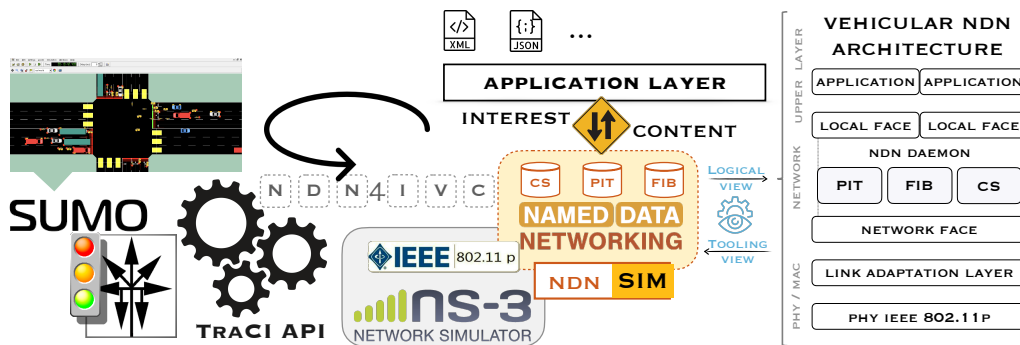 XML
JSON
...
APPLICATION LAYER
INTEREST
CONTENT
NDN4IVC
CS
PIT
FIB
NAMED DATA
NETWORKING
NDN SIM
LOGICAL
VIEW
TOOLING
VIEW
SUMO
TRACI API
IEEE 802.11 p
ns-3
NETWORK SIMULATOR
VEHICULAR NDN
ARCHITECTURE
UPPER LAYER
APPLICATION APPLICATION
LOCAL FACE LOCAL FACE
NETWORK
NDN DAEMON
PIT FIB CS
NETWORK FACE
PHY / MAC
LINK ADAPTATION LAYER
PHY IEEE 802.11P